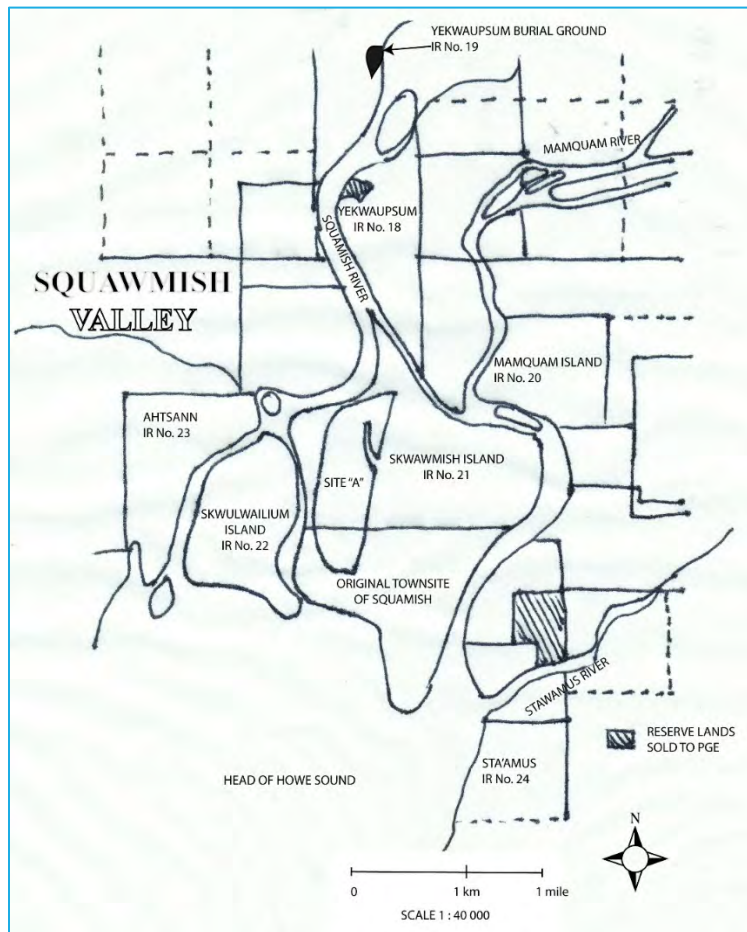 YEKWAUPSUM BURIAL GROUND
IR No. 19
MAMQUAM RIVER
YEKWAUPSUM
IR No. 18
SQUAMISH RIVER
SQUAWMISH
VALLEY
MAMQUAM ISLAND
IR No. 20
AHTSANN
IR No. 23
SKWAWMISH ISLAND
IR No. 21
SITE “A”
SKWULWAILIUM
ISLAND
IR No. 22
ORIGINAL TOWNSITE
OF SQUAMISH
STAWAMUS RIVER
RESERVE LANDS
SOLD TO PGE
STA’AMUS
IR No. 24
HEAD OF HOWE SOUND
N
0 1 km 1 mile
SCALE 1 : 40 000